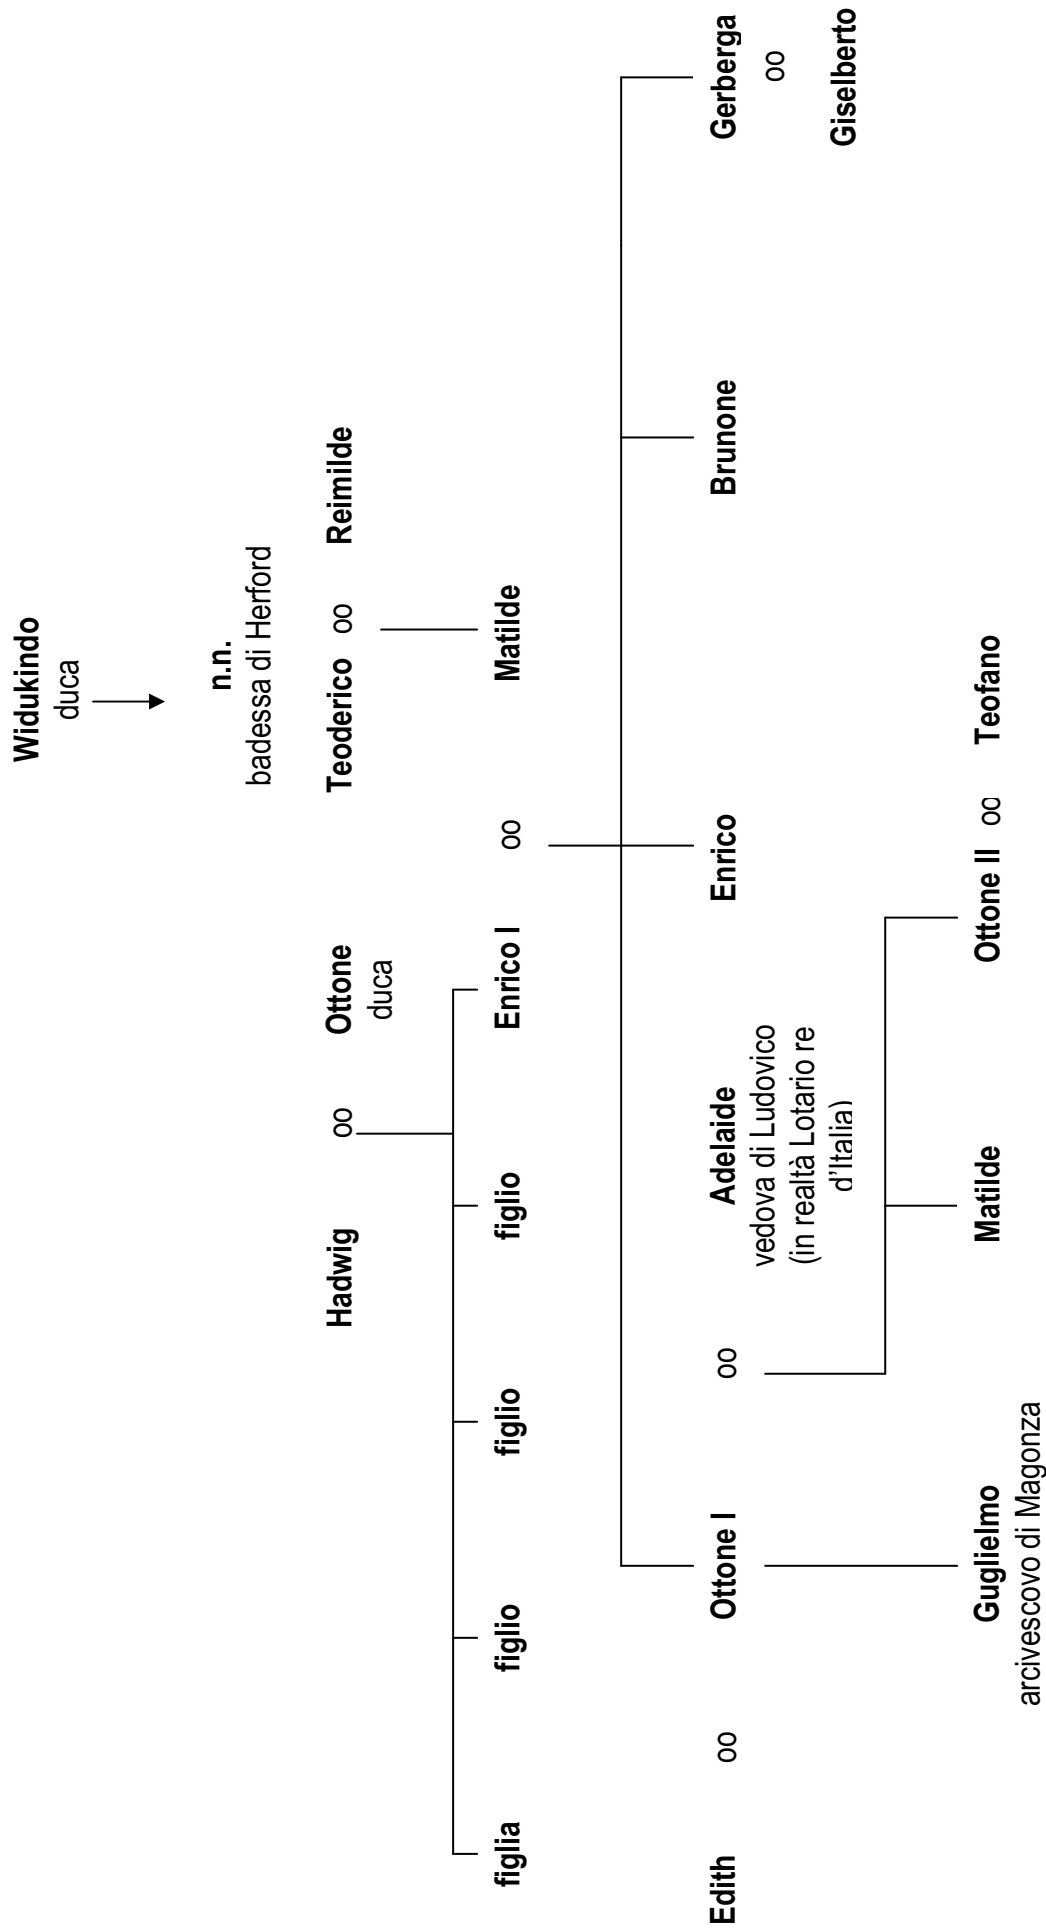 Widukindo
duca
n.n.
badessa di Herford
Hadwig oo Ottone Teoderico oo Reimilde
duca
figlia figlio figlio figlio Enrico I oo Matilde
Edith oo Ottone I oo Adelaide Enrico Brunone Gerberga
vedova di Ludovico oo
(in realtà Lotario re
d'Italia) Giselberto
Guglielmo Matilde Ottone II oo Teofano
arcivescovo di Magonza